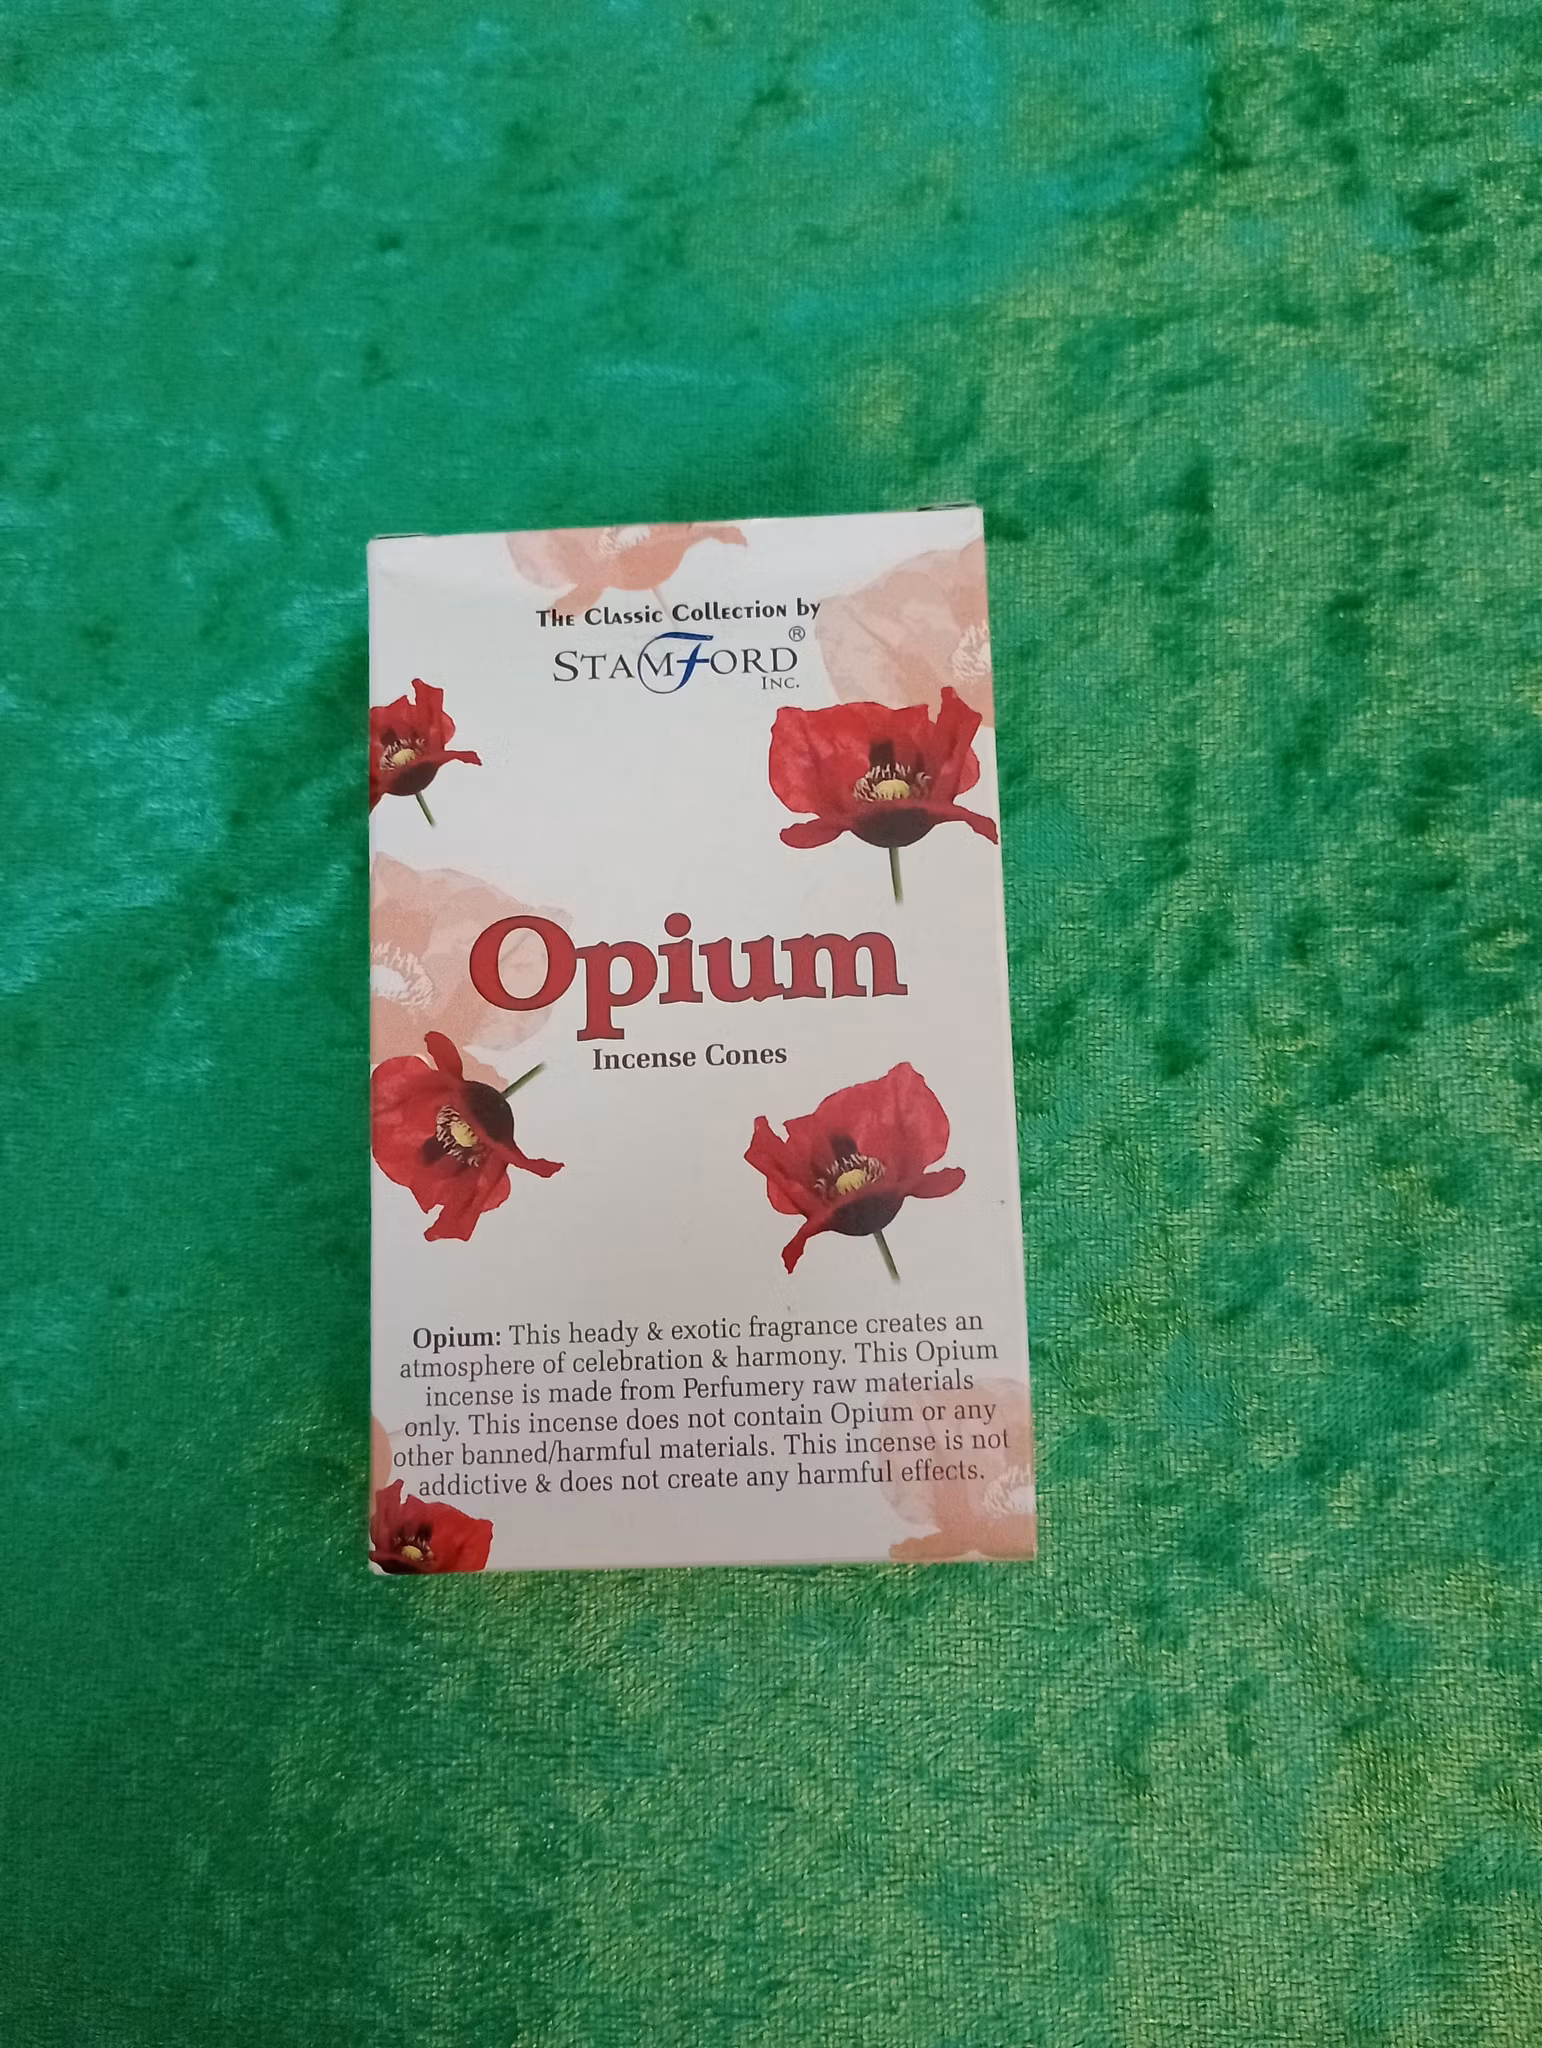 The Classic Collection by
STAMFORD ®
INC.
Opium
Incense Cones
Opium: This heady & exotic fragrance creates an
atmosphere of celebration & harmony. This Opium
incense is made from Perfumery raw materials
only. This incense does not contain Opium or any
other banned/harmful materials. This incense is not
addictive & does not create any harmful effects.